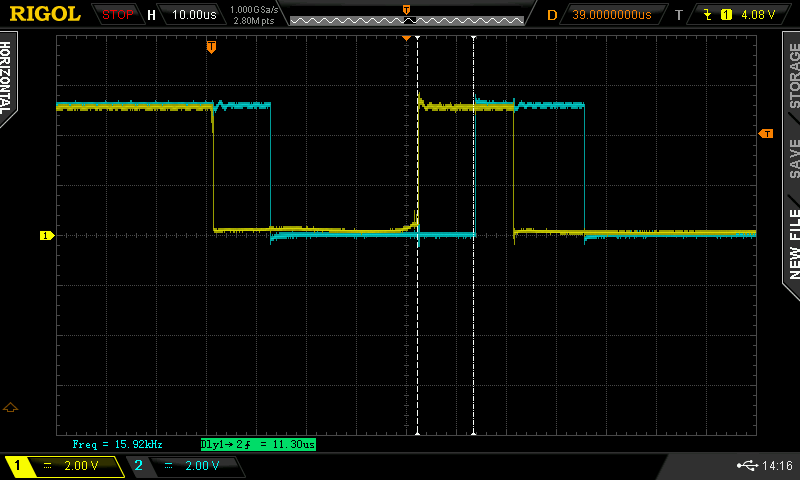 RIGOL STOP H 10.00us 1.000GSa/s 2.80M pts T D 39.0000000us T 1 4.08 V
HORIZONTAL
T
STORAGE
T
SAVE
1
NEW FILE
Freq = 15.92kHz Dly1→2 = 11.30us
1 2.00 V 2 2.00 V 14:16